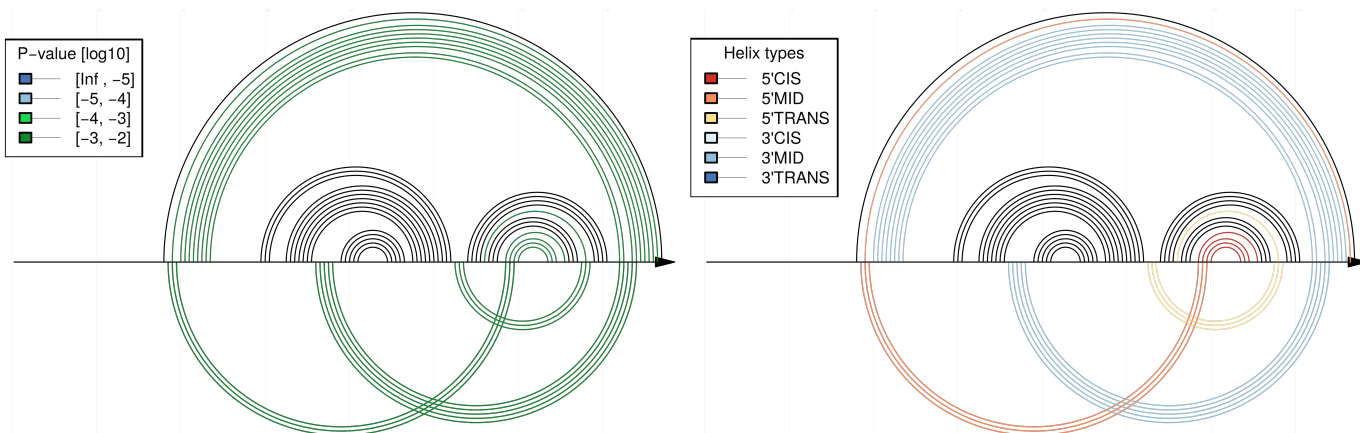 P−value [log10]
[Inf , −5]
[−5, −4]
[−4, −3]
[−3, −2]
Helix types
5'CIS
5'MID
5'TRANS
3'CIS
3'MID
3'TRANS